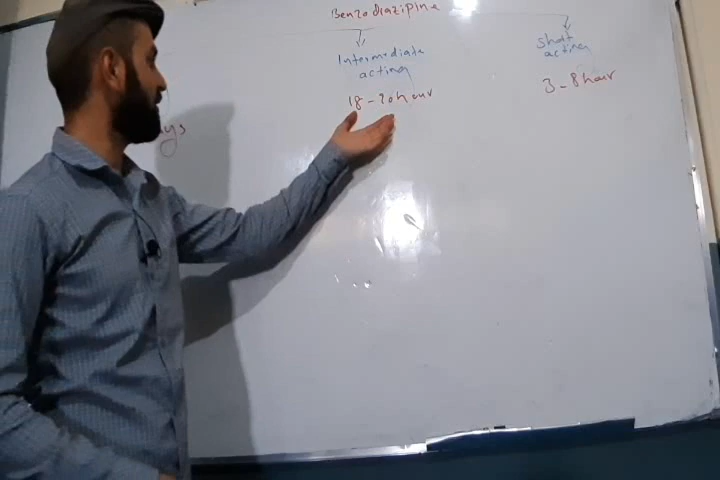 Benzodiazipine
Intermediate
acting
18-20hour
Short
acting
3-8hour